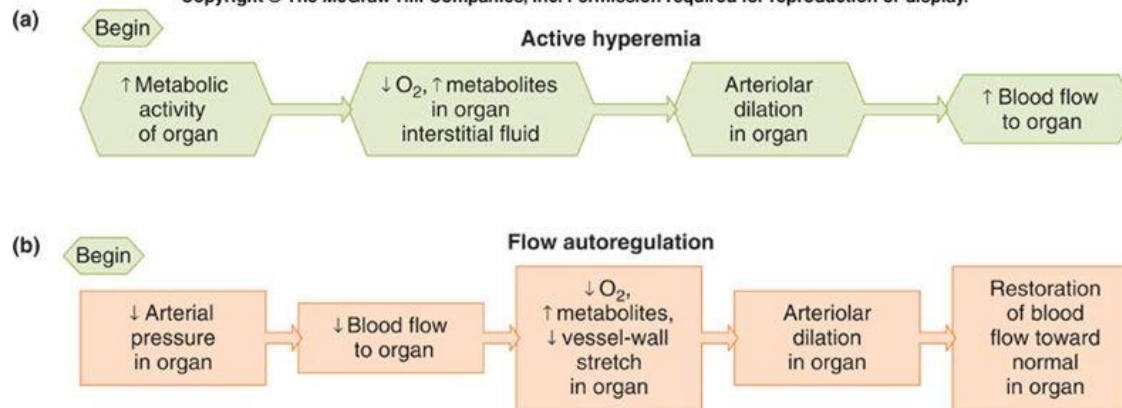 Copyright © The McGraw-Hill Companies, Inc. Permission required for reproduction or display.
(a)
Begin
Active hyperemia
↑ Metabolic
activity
of organ
↓ O₂, ↑ metabolites
in organ
interstitial fluid
Arteriolar
dilation
in organ
↑ Blood flow
to organ
(b)
Begin
Flow autoregulation
↓ Arterial
pressure
in organ
↓ Blood flow
to organ
↓ O₂,
↑ metabolites,
↓ vessel-wall
stretch
in organ
Arteriolar
dilation
in organ
Restoration
of blood
flow toward
normal
in organ